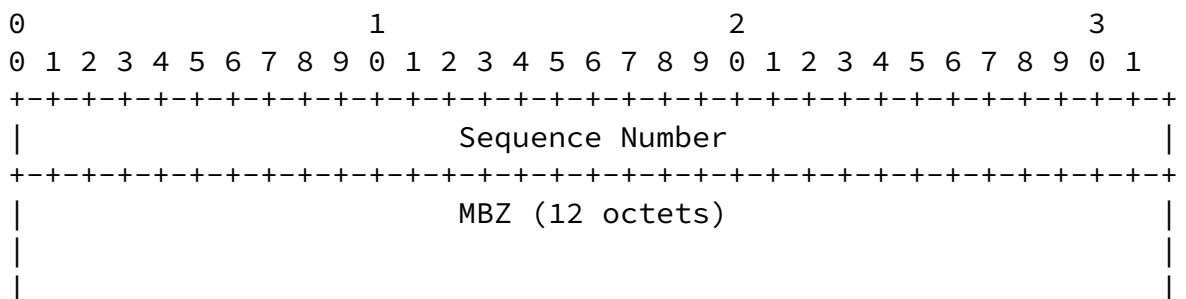 0                   1                   2                   3
0 1 2 3 4 5 6 7 8 9 0 1 2 3 4 5 6 7 8 9 0 1 2 3 4 5 6 7 8 9 0 1
+-+-+-+-+-+-+-+-+-+-+-+-+-+-+-+-+-+-+-+-+-+-+-+-+-+-+-+-+-+-+-+-+
|                        Sequence Number                        |
+-+-+-+-+-+-+-+-+-+-+-+-+-+-+-+-+-+-+-+-+-+-+-+-+-+-+-+-+-+-+-+-+
|                        MBZ (12 octets)                        |
|                                                               |
|                                                               |